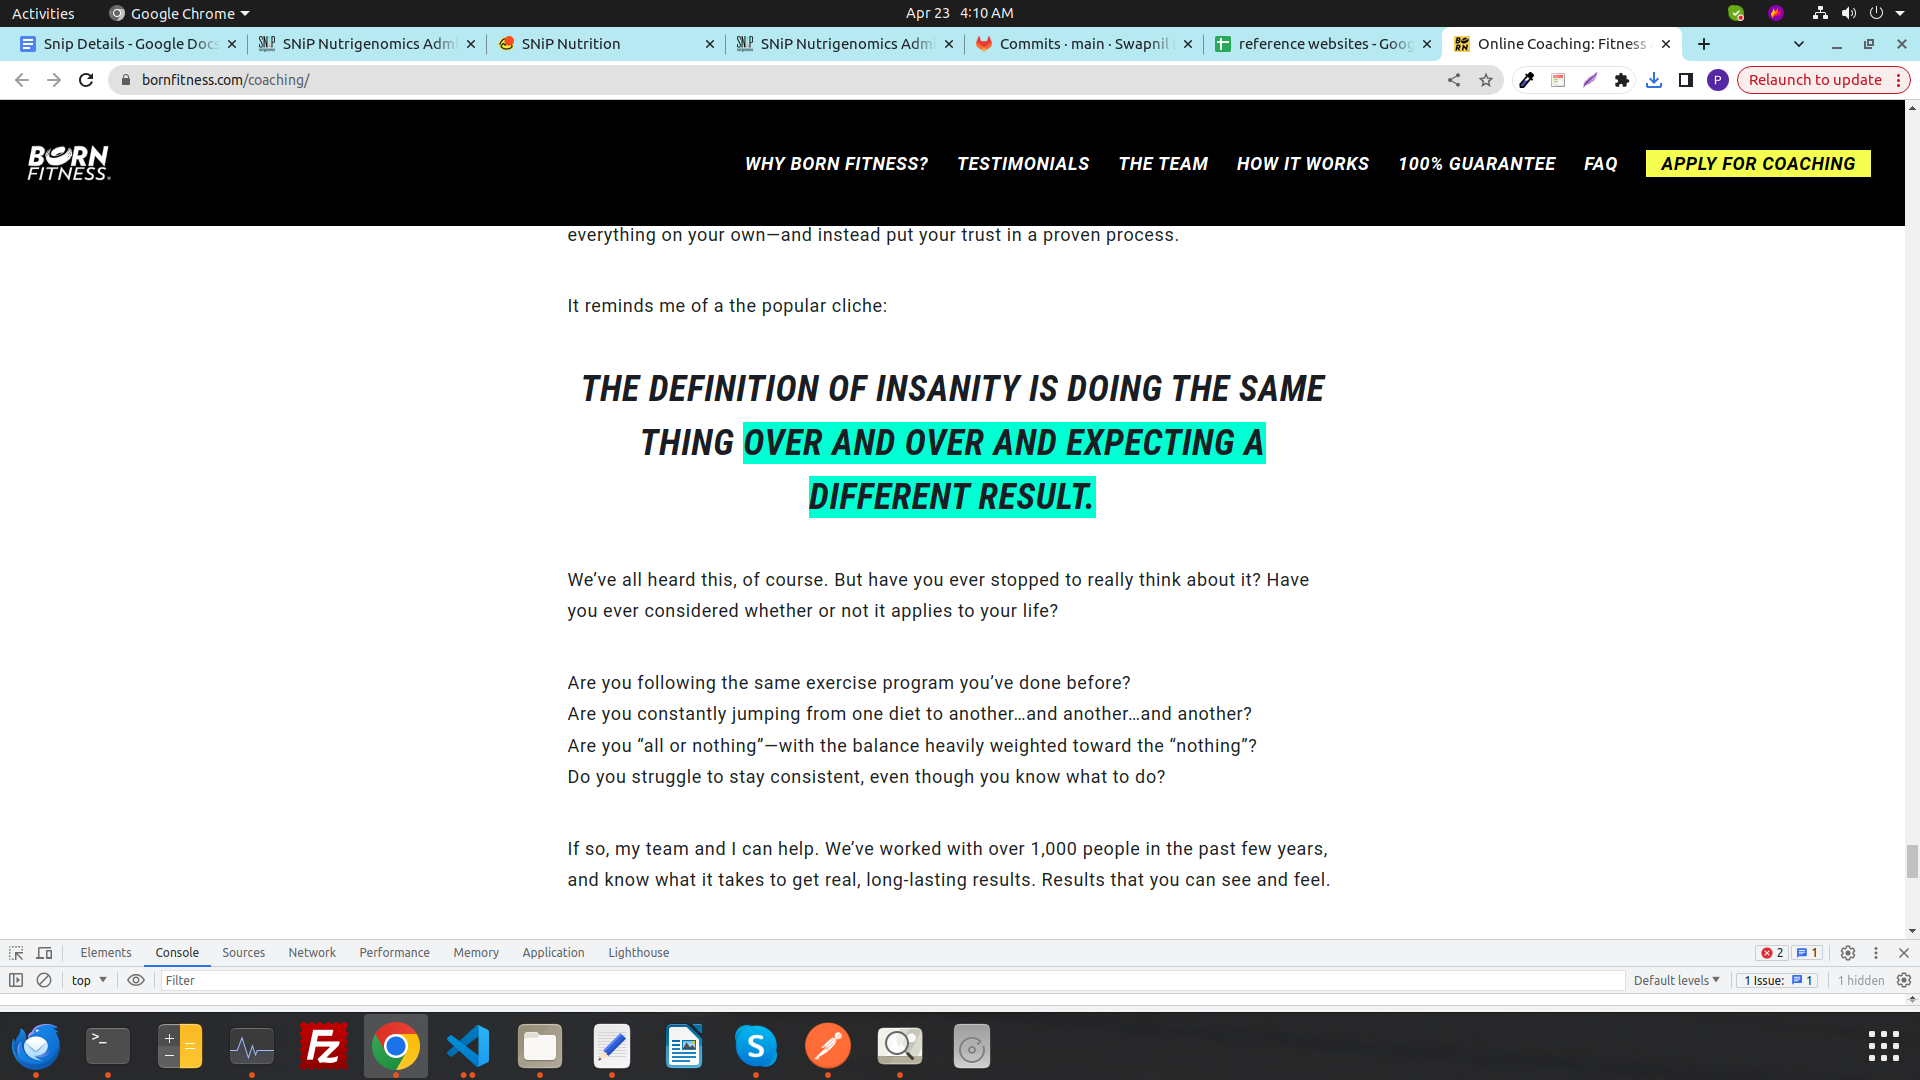 Activities
Google Chrome
Apr 23 4:10 AM
Snip Details - Google Docs
SNiP Nutrigenomics Admi
SNiP Nutrition
SNiP Nutrigenomics Admi
Commits · main · Swapnil
reference websites - Goog
Online Coaching: Fitness
bornfitness.com/coaching/
P
Relaunch to update
BORN
FITNESS
WHY BORN FITNESS?
TESTIMONIALS
THE TEAM
HOW IT WORKS
100% GUARANTEE
FAQ
APPLY FOR COACHING
everything on your own—and instead put your trust in a proven process.
It reminds me of a the popular cliche:
THE DEFINITION OF INSANITY IS DOING THE SAME
THING OVER AND OVER AND EXPECTING A
DIFFERENT RESULT.
We’ve all heard this, of course. But have you ever stopped to really think about it? Have
you ever considered whether or not it applies to your life?
Are you following the same exercise program you’ve done before?
Are you constantly jumping from one diet to another…and another…and another?
Are you “all or nothing”—with the balance heavily weighted toward the “nothing”?
Do you struggle to stay consistent, even though you know what to do?
If so, my team and I can help. We’ve worked with over 1,000 people in the past few years,
and know what it takes to get real, long-lasting results. Results that you can see and feel.
Elements
Console
Sources
Network
Performance
Memory
Application
Lighthouse
2
1
top
Filter
Default levels
1 Issue: 1
1 hidden